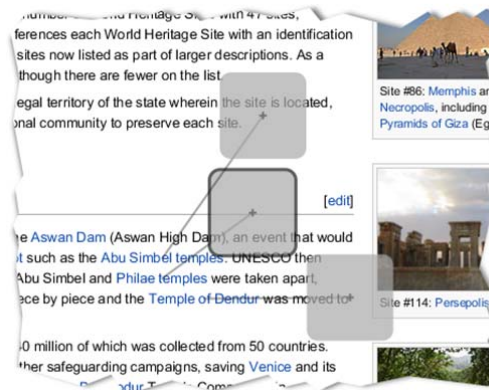 number of World Heritage Sites with 47 sites,
ferences each World Heritage Site with an identification
sites now listed as part of larger descriptions. As a
though there are fewer on the list.
egal territory of the state wherein the site is located,
onal community to preserve each site.
[edit]
e Aswan Dam (Aswan High Dam), an event that would
t such as the Abu Simbel temples. UNESCO then
Abu Simbel and Philae temples were taken apart,
ece by piece and the Temple of Dendur was moved to
0 million of which was collected from 50 countries.
ther safeguarding campaigns, saving Venice and its
Site #86: Memphis an
Necropolis, including
Pyramids of Giza (Eg
Site #114: Persepolis